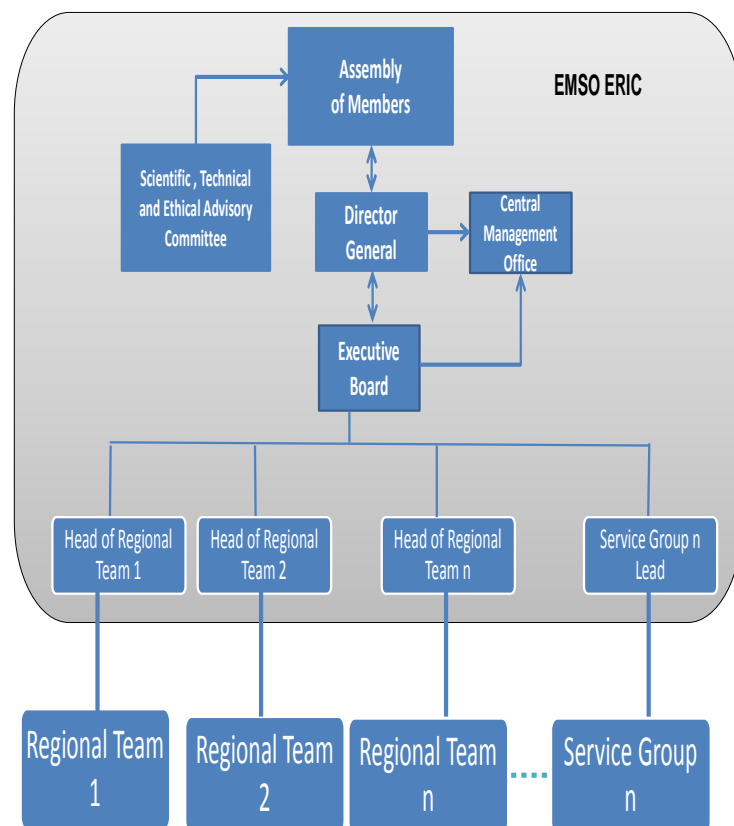 Assembly
of Members
EMSO ERIC
Scientific , Technical
and Ethical Advisory
Committee
Director
General
Central
Management
Office
Executive
Board
Head of Regional
Team 1
Head of Regional
Team 2
Head of Regional
Team n
Service Group n
Lead
Regional Team
1
Regional Team
2
Regional Team
n
Service Group
n